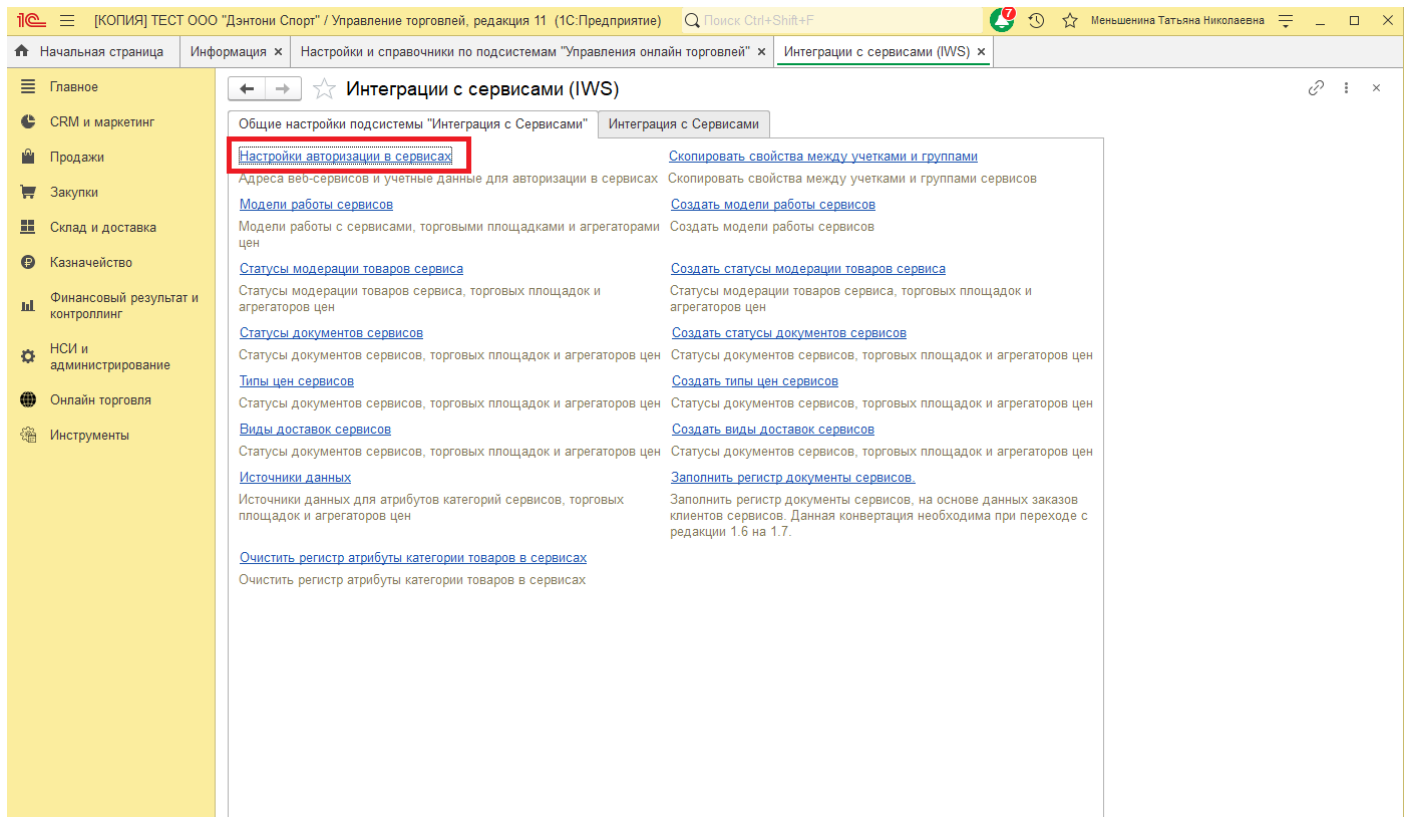 1С [КОПИЯ] ТЕСТ ООО "Дэнтони Спорт" / Управление торговлей, редакция 11 (1С:Предприятие) Поиск Ctrl+Shift+F 7 Меньшенина Татьяна Николаевна
Начальная страница Информация × Настройки и справочники по подсистемам "Управления онлайн торговлей" × Интеграции с сервисами (IWS) ×
Главное
CRM и маркетинг
Продажи
Закупки
Склад и доставка
Казначейство
Финансовый результат и
контроллинг
НСИ и
администрирование
Онлайн торговля
Инструменты
Интеграции с сервисами (IWS)
Общие настройки подсистемы "Интеграция с Сервисами" Интеграция с Сервисами
Настройки авторизации в сервисах
Адреса веб-сервисов и учетные данные для авторизации в сервисах
Скопировать свойства между учетками и группами
Скопировать свойства между учетками и группами сервисов
Модели работы сервисов
Модели работы с сервисами, торговыми площадками и агрегаторами
цен
Создать модели работы сервисов
Создать модели работы сервисов
Статусы модерации товаров сервиса
Статусы модерации товаров сервиса, торговых площадок и
агрегаторов цен
Создать статусы модерации товаров сервиса
Статусы модерации товаров сервиса, торговых площадок и
агрегаторов цен
Статусы документов сервисов
Статусы документов сервисов, торговых площадок и агрегаторов цен
Создать статусы документов сервисов
Статусы документов сервисов, торговых площадок и агрегаторов цен
Типы цен сервисов
Статусы документов сервисов, торговых площадок и агрегаторов цен
Создать типы цен сервисов
Статусы документов сервисов, торговых площадок и агрегаторов цен
Виды доставок сервисов
Статусы документов сервисов, торговых площадок и агрегаторов цен
Создать виды доставок сервисов
Статусы документов сервисов, торговых площадок и агрегаторов цен
Источники данных
Источники данных для атрибутов категорий сервисов, торговых
площадок и агрегаторов цен
Заполнить регистр документы сервисов.
Заполнить регистр документы сервисов, на основе данных заказов
клиентов сервисов. Данная конвертация необходима при переходе с
редакции 1.6 на 1.7.
Очистить регистр атрибуты категории товаров в сервисах
Очистить регистр атрибуты категории товаров в сервисах